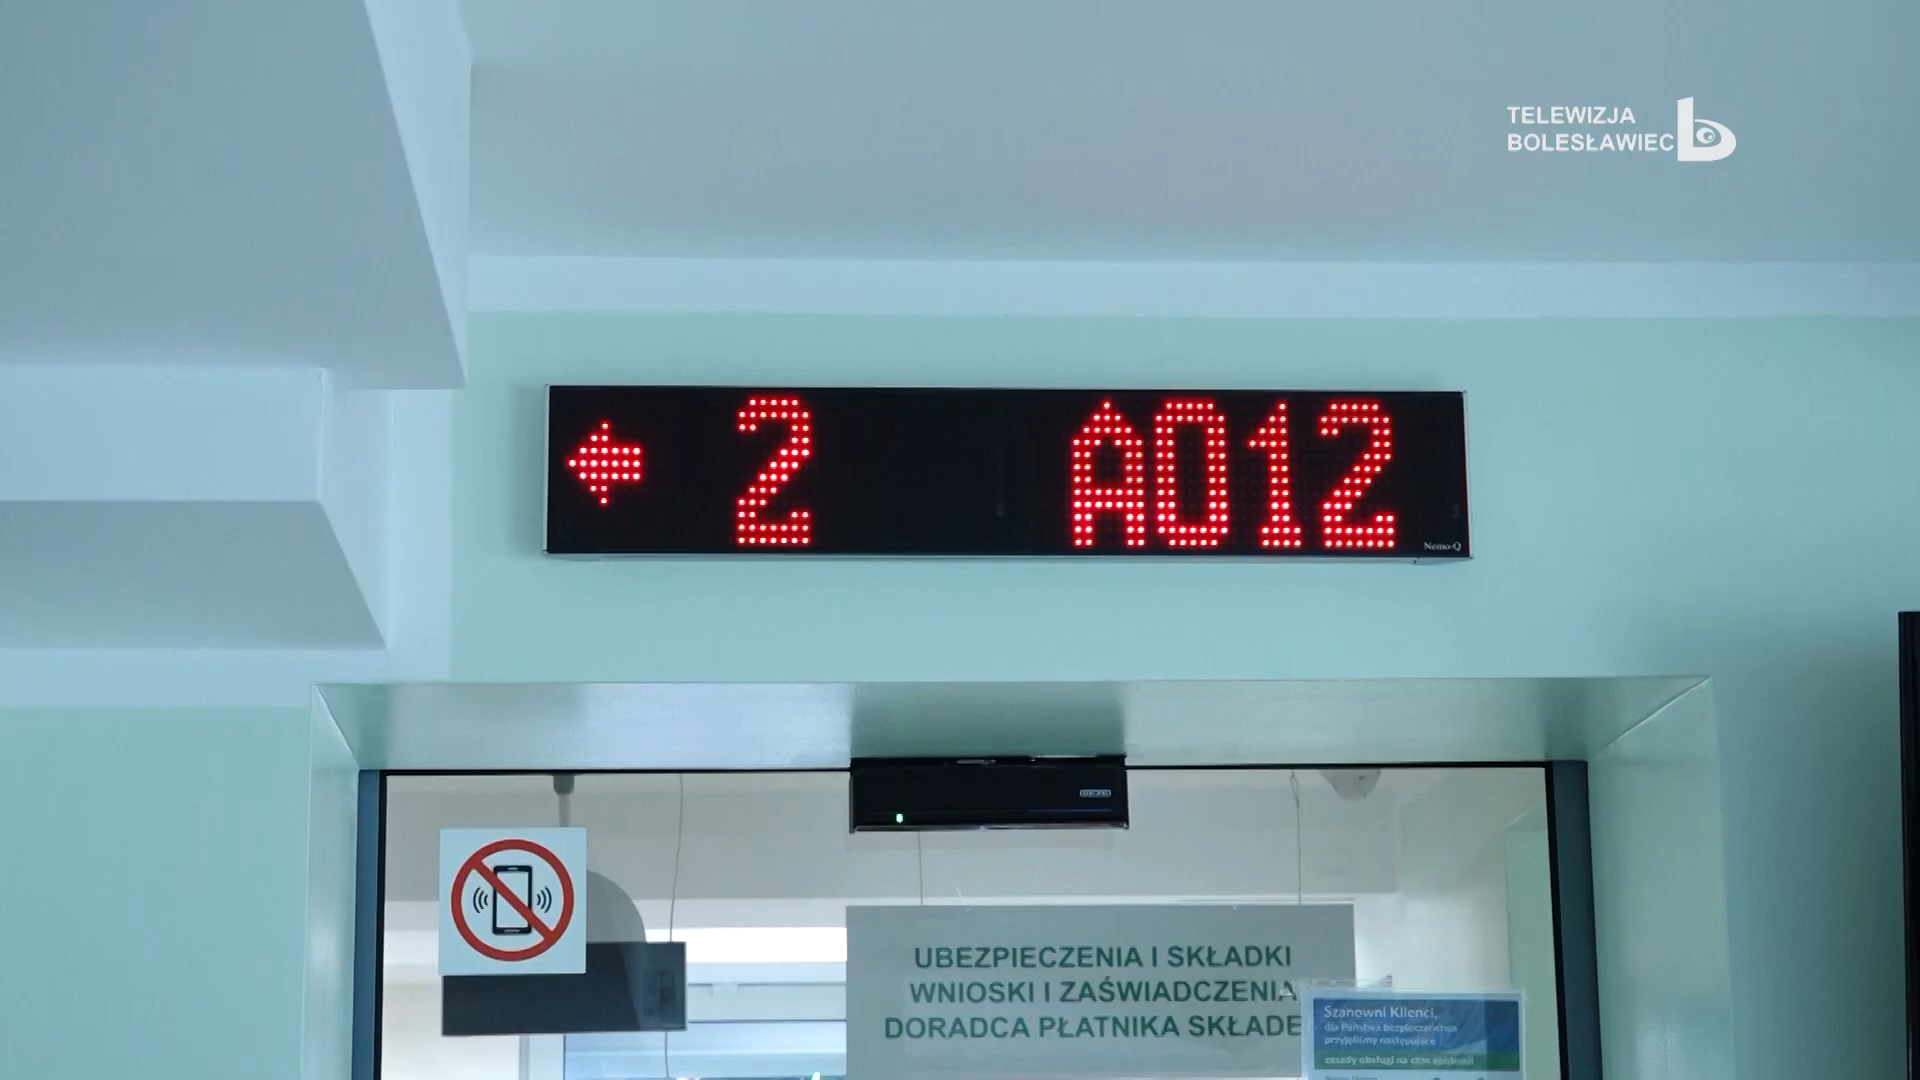 TELEWIZJA
BOLESŁAWIEC
2 A012
Nemo-Q
GEZE
UBEZPIECZENIA I SKŁADKI
WNIOSKI I ZAŚWIADCZENIA
DORADCA PŁATNIKA SKŁADE
Szanowni Klienci,
dla Państwa bezpieczeństwa
przyjęliśmy następujące
zasady obsługi na czas epidemii